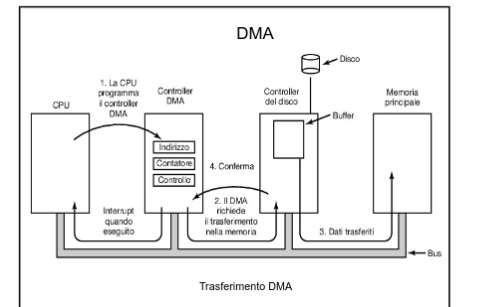 DMA
Disco
1. La CPU
programma
il controller
DMA
CPU
Controller
DMA
Controller
del disco
Memoria
principale
Buffer
Indirizzo
Contatore
Controllo
4. Conferma
Interrupt
quando
eseguito
2. Il DMA
richiede
il trasferimento
nella memoria
3. Dati trasferiti
Bus
Trasferimento DMA